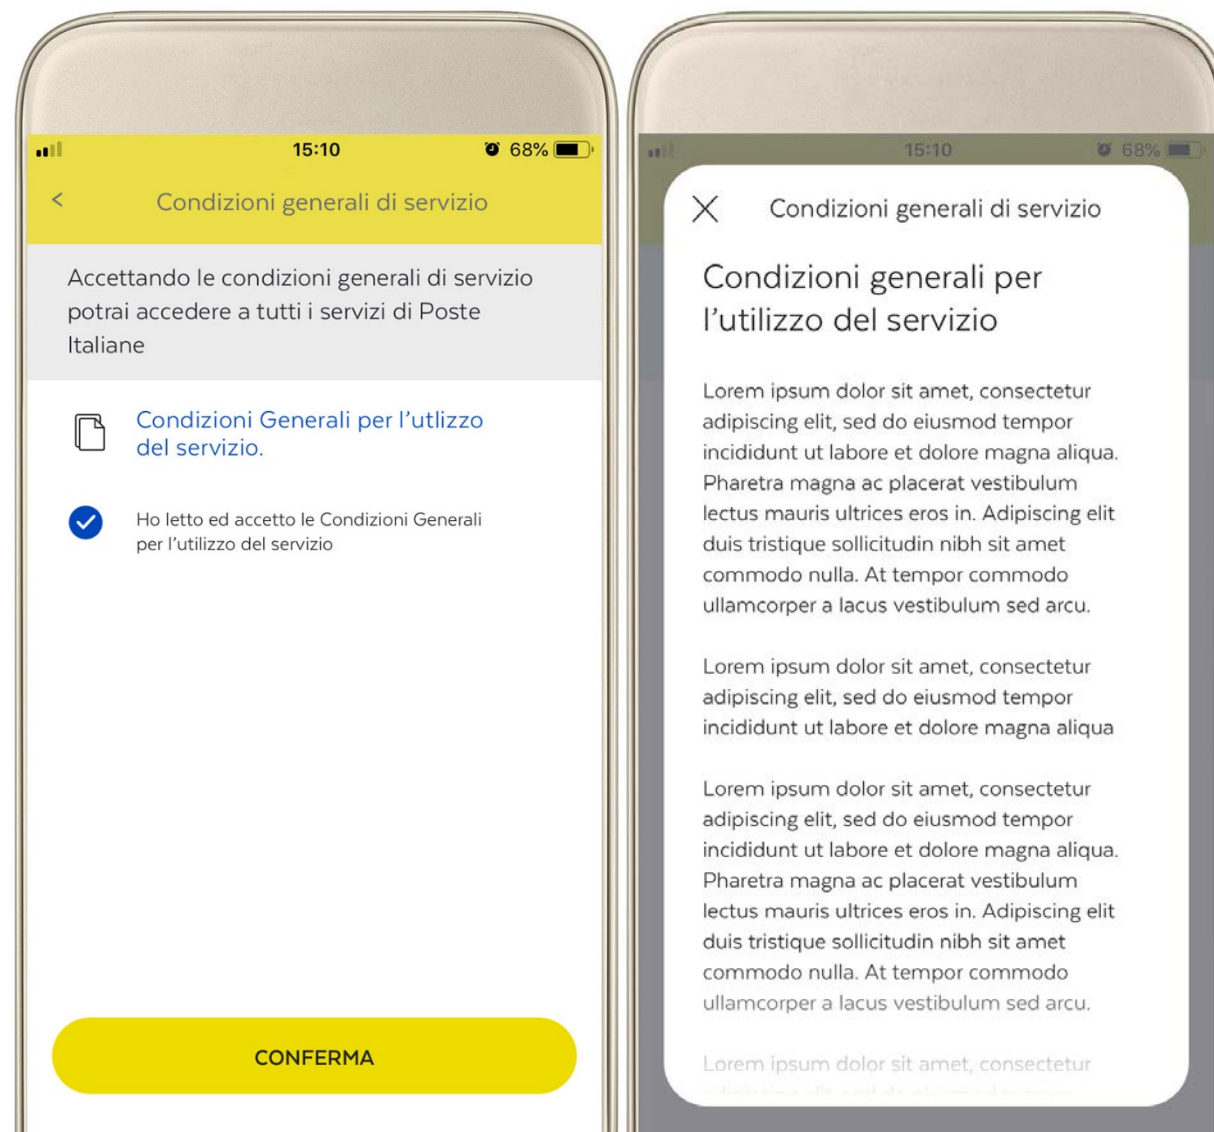 15:10
68%
<
Condizioni generali di servizio
Accettando le condizioni generali di servizio
potrai accedere a tutti i servizi di Poste
Italiane
Condizioni Generali per l'utlizzo
del servizio.
Ho letto ed accetto le Condizioni Generali
per l'utilizzo del servizio
CONFERMA
15:10
68%
Condizioni generali di servizio
Condizioni generali per
l'utilizzo del servizio
Lorem ipsum dolor sit amet, consectetur
adipiscing elit, sed do eiusmod tempor
incididunt ut labore et dolore magna aliqua.
Pharetra magna ac placerat vestibulum
lectus mauris ultrices eros in. Adipiscing elit
duis tristique sollicitudin nibh sit amet
commodo nulla. At tempor commodo
ullamcorper a lacus vestibulum sed arcu.
Lorem ipsum dolor sit amet, consectetur
adipiscing elit, sed do eiusmod tempor
incididunt ut labore et dolore magna aliqua
Lorem ipsum dolor sit amet, consectetur
adipiscing elit, sed do eiusmod tempor
incididunt ut labore et dolore magna aliqua.
Pharetra magna ac placerat vestibulum
lectus mauris ultrices eros in. Adipiscing elit
duis tristique sollicitudin nibh sit amet
commodo nulla. At tempor commodo
ullamcorper a lacus vestibulum sed arcu.
Lorem ipsum dolor sit amet, consectetur